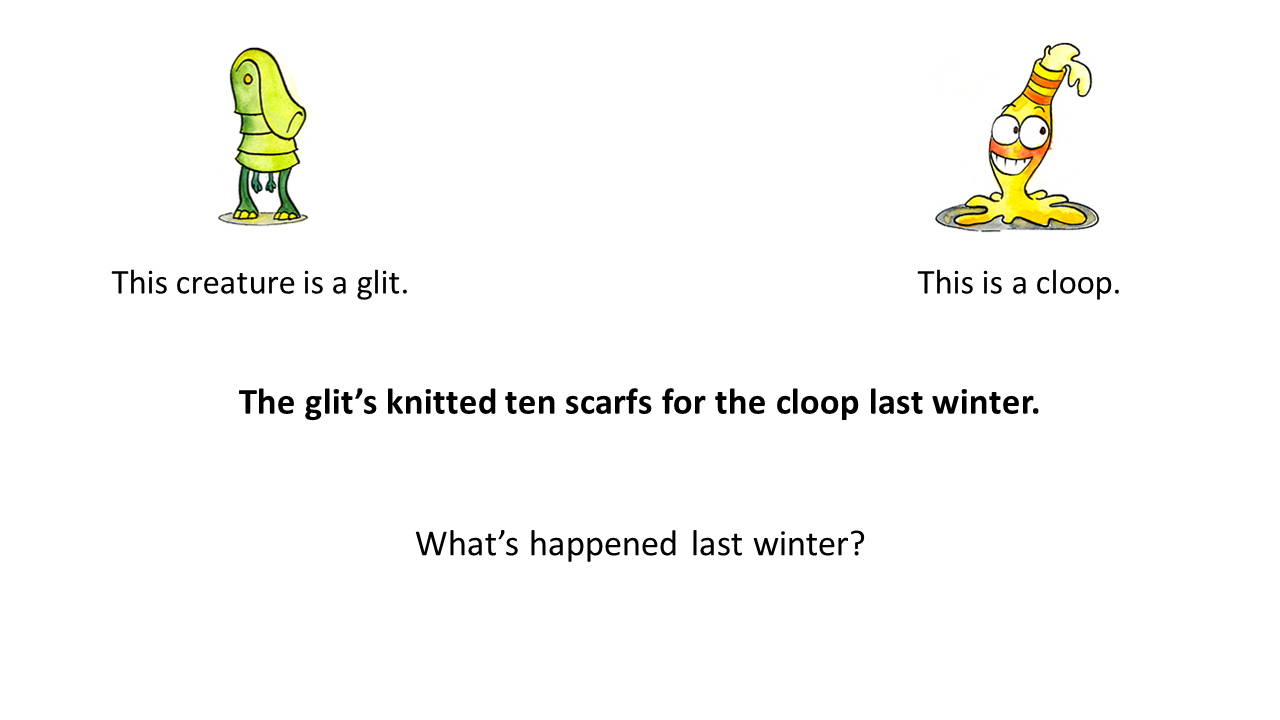 This creature is a glit.
This is a cloop.
The glit’s knitted ten scarfs for the cloop last winter.
What’s happened last winter?